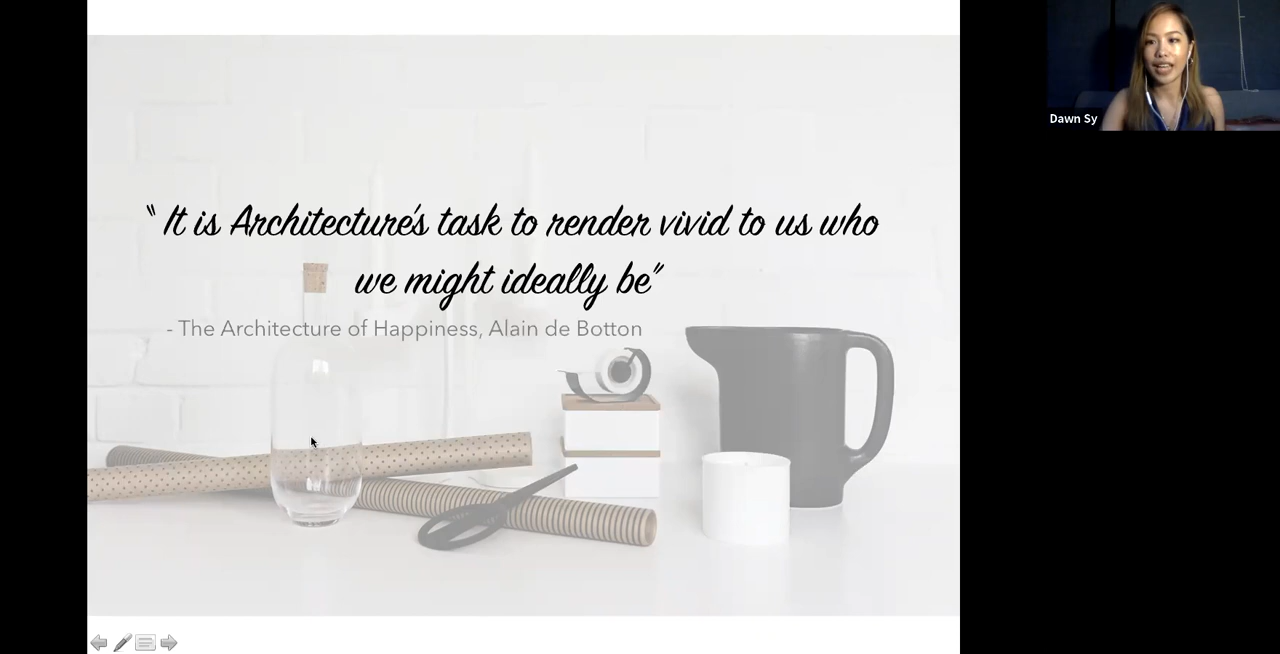 “ It is Architecture's task to render vivid to us who
we might ideally be”
- The Architecture of Happiness, Alain de Botton
Dawn Sy